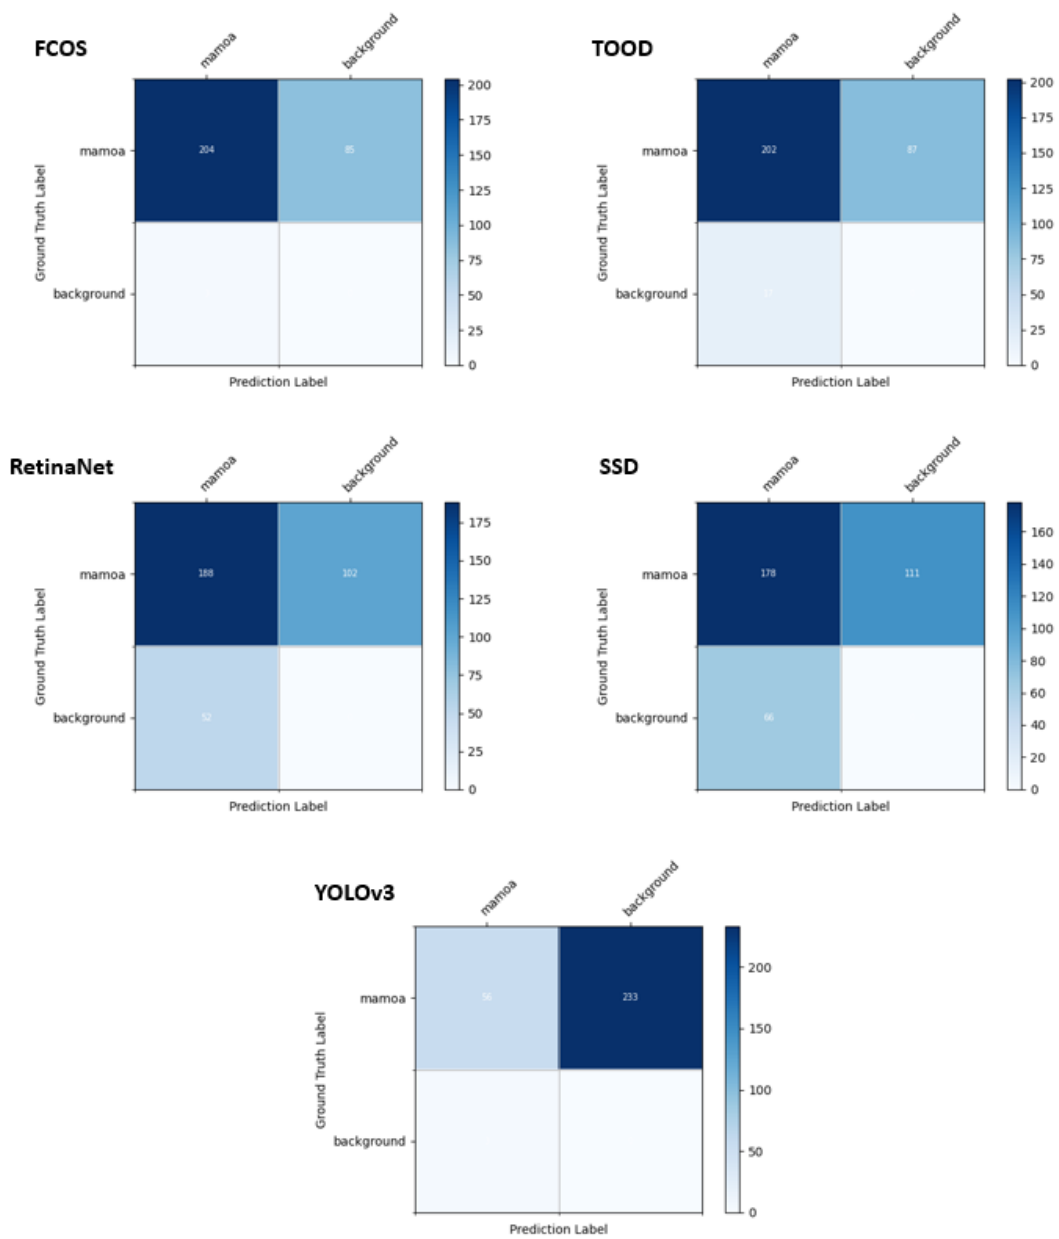 FCOS
mamoa
background
mamoa
204
85
background
Ground Truth Label
Prediction Label
200
175
150
125
100
75
50
25
0
TOOD
mamoa
background
mamoa
202
87
background
Ground Truth Label
Prediction Label
200
175
150
125
100
75
50
25
0
RetinaNet
mamoa
background
mamoa
188
102
background
52
Ground Truth Label
Prediction Label
175
150
125
100
75
50
25
0
SSD
mamoa
background
mamoa
178
111
background
66
Ground Truth Label
Prediction Label
160
140
120
100
80
60
40
20
0
YOLOv3
mamoa
background
mamoa
56
233
background
Ground Truth Label
Prediction Label
200
150
100
50
0